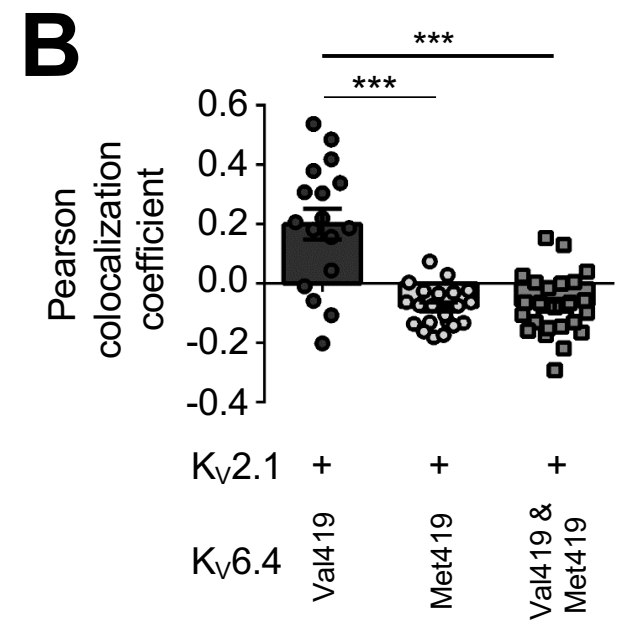 B
***
***
Pearson
colocalization
coefficient
0.6
0.4
0.2
0.0
-0.2
-0.4
KV2.1 + + +
KV6.4 Val419 Met419 Val419 &
Met419